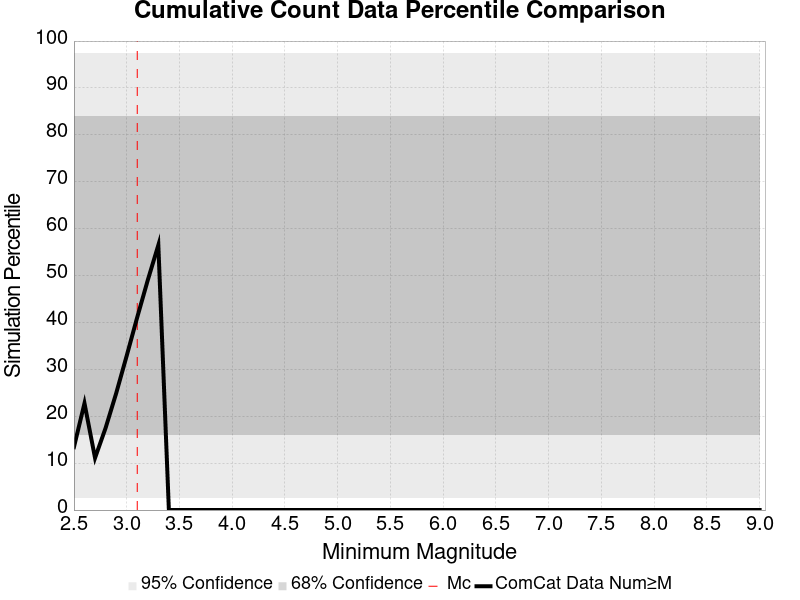 Cumulative Count Data Percentile Comparison
100
90
80
70
60
50
40
30
20
10
0
Simulation Percentile
2.5 3.0 3.5 4.0 4.5 5.0 5.5 6.0 6.5 7.0 7.5 8.0 8.5 9.0
Minimum Magnitude
95% Confidence 68% Confidence Mc ComCat Data Num≥M